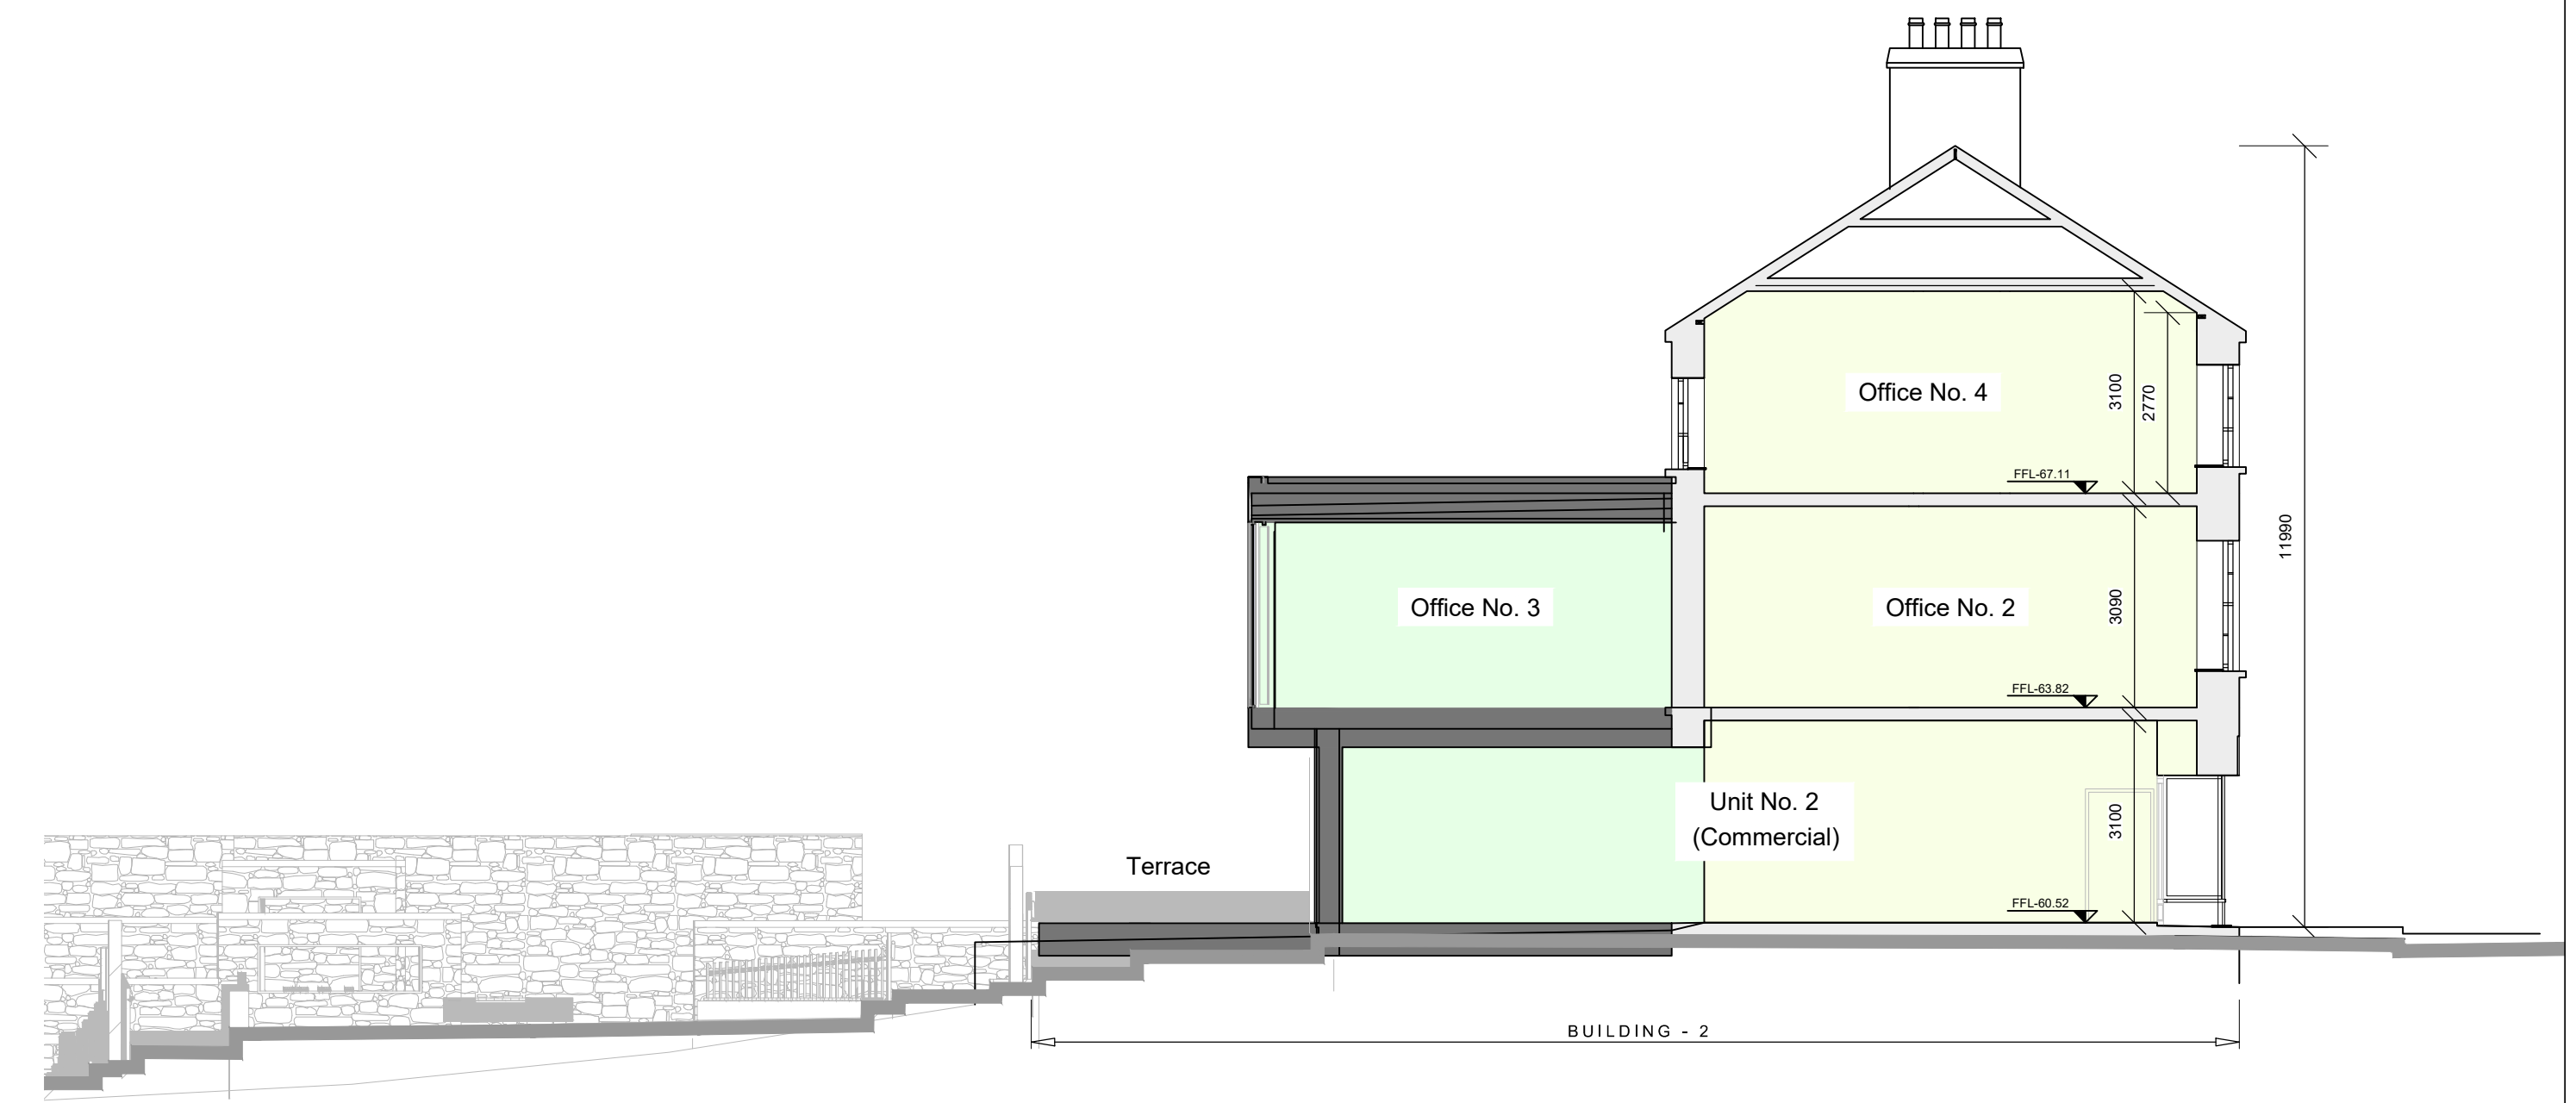 Office No. 4
3100
2770
FFL-67.11
11990
Office No. 3
Office No. 2
3090
FFL-63.82
Unit No. 2
(Commercial)
3100
Terrace
FFL-60.52
BUILDING - 2